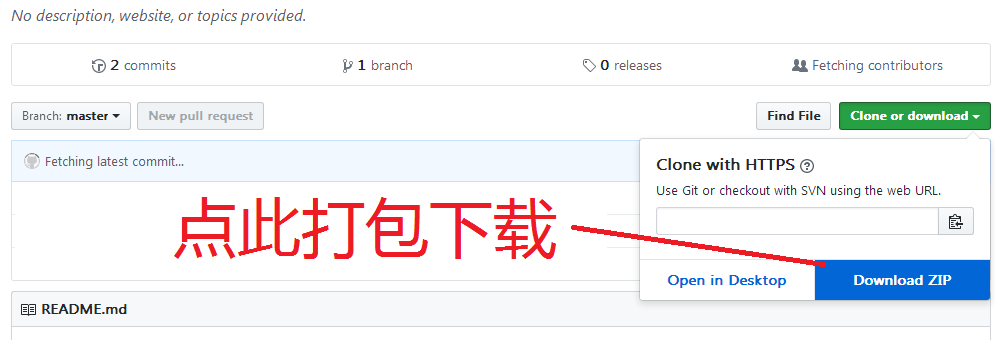 No description, website, or topics provided.
2 commits 1 branch 0 releases Fetching contributors
Branch: master New pull request Find File Clone or download
Fetching latest commit...
Clone with HTTPS
Use Git or checkout with SVN using the web URL.
点此打包下载
Open in Desktop Download ZIP
README.md